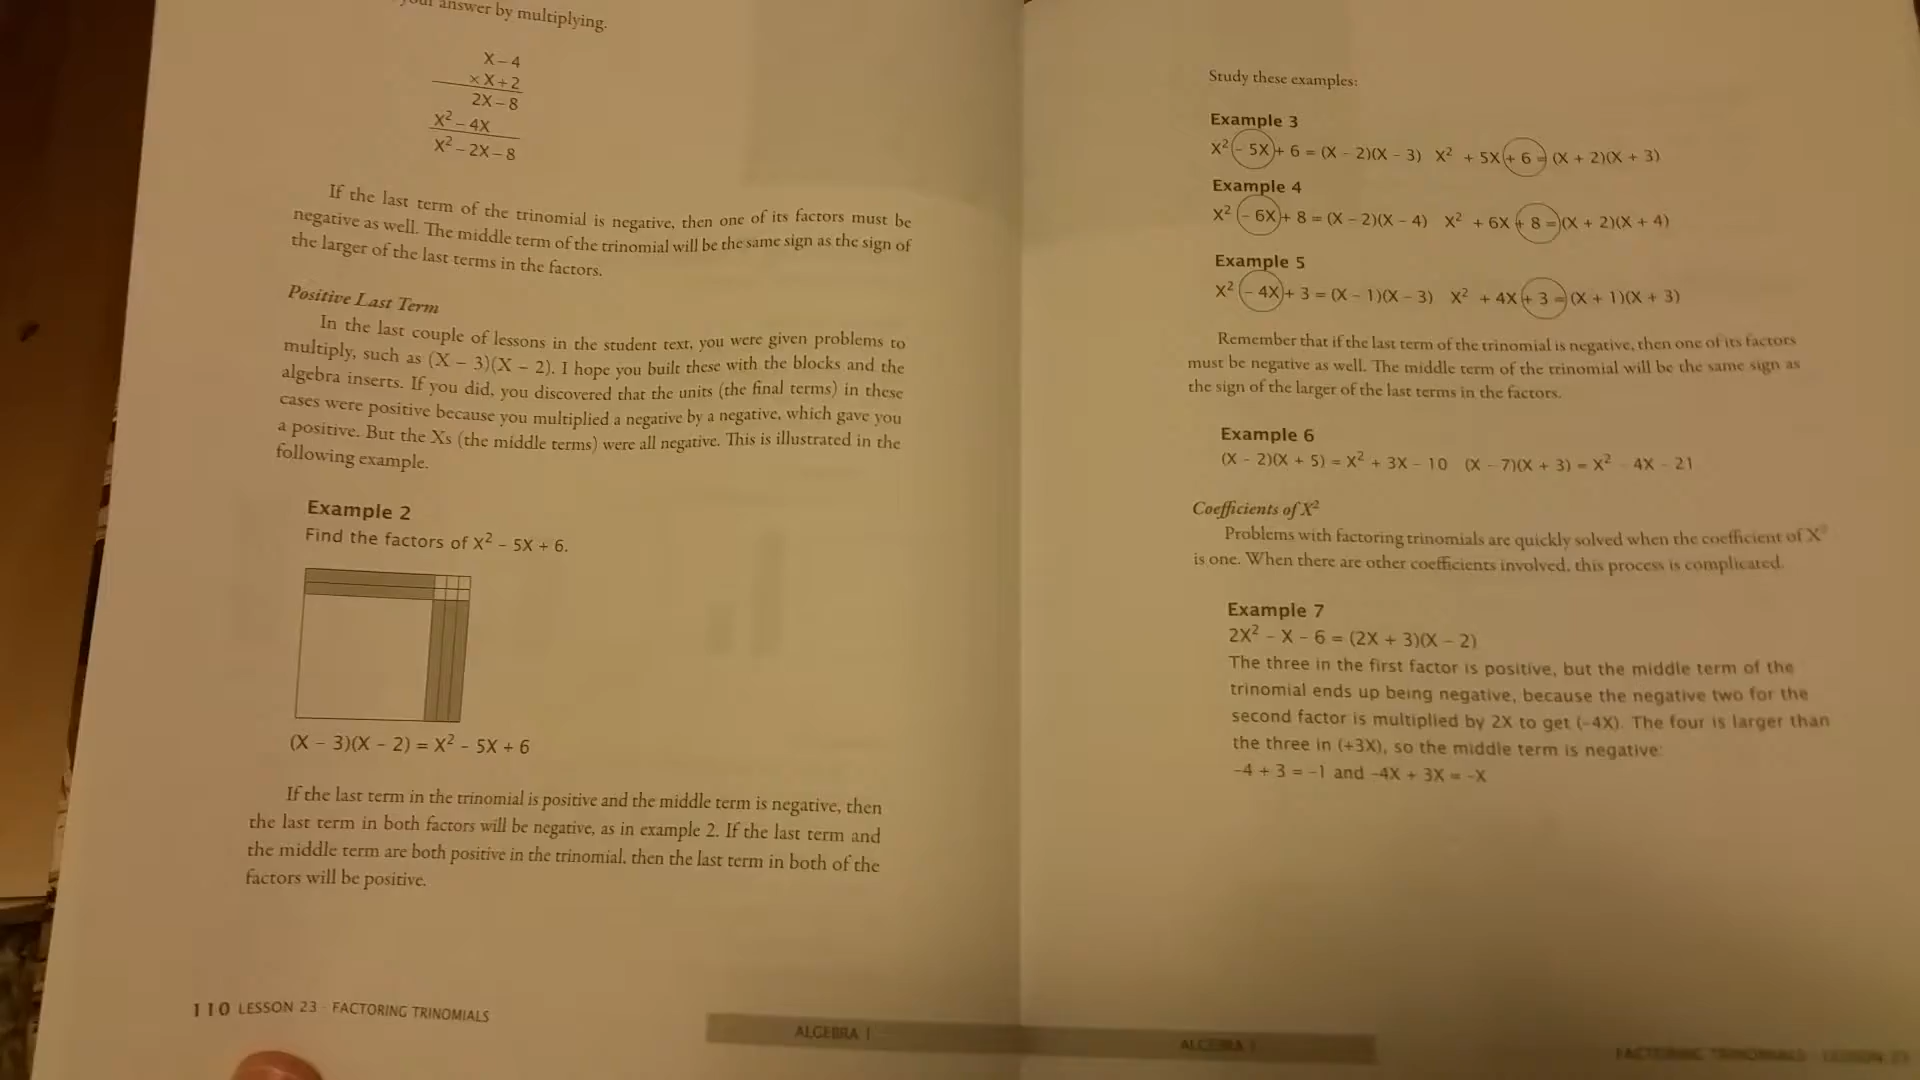 your answer by multiplying.
X – 4
× X + 2
2X – 8
X² – 4X
X² – 2X – 8
If the last term of the trinomial is negative, then one of its factors must be
negative as well. The middle term of the trinomial will be the same sign as the sign of
the larger of the last terms in the factors.
Positive Last Term
In the last couple of lessons in the student text, you were given problems to
multiply, such as (X – 3)(X – 2). I hope you built these with the blocks and the
algebra inserts. If you did, you discovered that the units (the final terms) in these
cases were positive because you multiplied a negative by a negative, which gave you
a positive. But the Xs (the middle terms) were all negative. This is illustrated in the
following example.
Example 2
Find the factors of X² – 5X + 6.
(X – 3)(X – 2) = X² – 5X + 6
If the last term in the trinomial is positive and the middle term is negative, then
the last term in both factors will be negative, as in example 2. If the last term and
the middle term are both positive in the trinomial, then the last term in both of the
factors will be positive.
110 LESSON 23 - FACTORING TRINOMIALS
ALGEBRA 1
Study these examples:
Example 3
X² – 5X + 6 = (X – 2)(X – 3) X² + 5X + 6 = (X + 2)(X + 3)
Example 4
X² – 6X + 8 = (X – 2)(X – 4) X² + 6X + 8 = (X + 2)(X + 4)
Example 5
X² – 4X + 3 = (X – 1)(X – 3) X² + 4X + 3 = (X + 1)(X + 3)
Remember that if the last term of the trinomial is negative, then one of its factors
must be negative as well. The middle term of the trinomial will be the same sign as
the sign of the larger of the last terms in the factors.
Example 6
(X – 2)(X + 5) = X² + 3X – 10 (X – 7)(X + 3) = X² – 4X – 21
Coefficients of X²
Problems with factoring trinomials are quickly solved when the coefficient of X²
is one. When there are other coefficients involved, this process is complicated.
Example 7
2X² – X – 6 = (2X + 3)(X – 2)
The three in the first factor is positive, but the middle term of the
trinomial ends up being negative, because the negative two for the
second factor is multiplied by 2X to get (–4X). The four is larger than
the three in (+3X), so the middle term is negative:
–4 + 3 = –1 and –4X + 3X = –X
ALGEBRA 1
FACTORING TRINOMIALS - LESSON 23